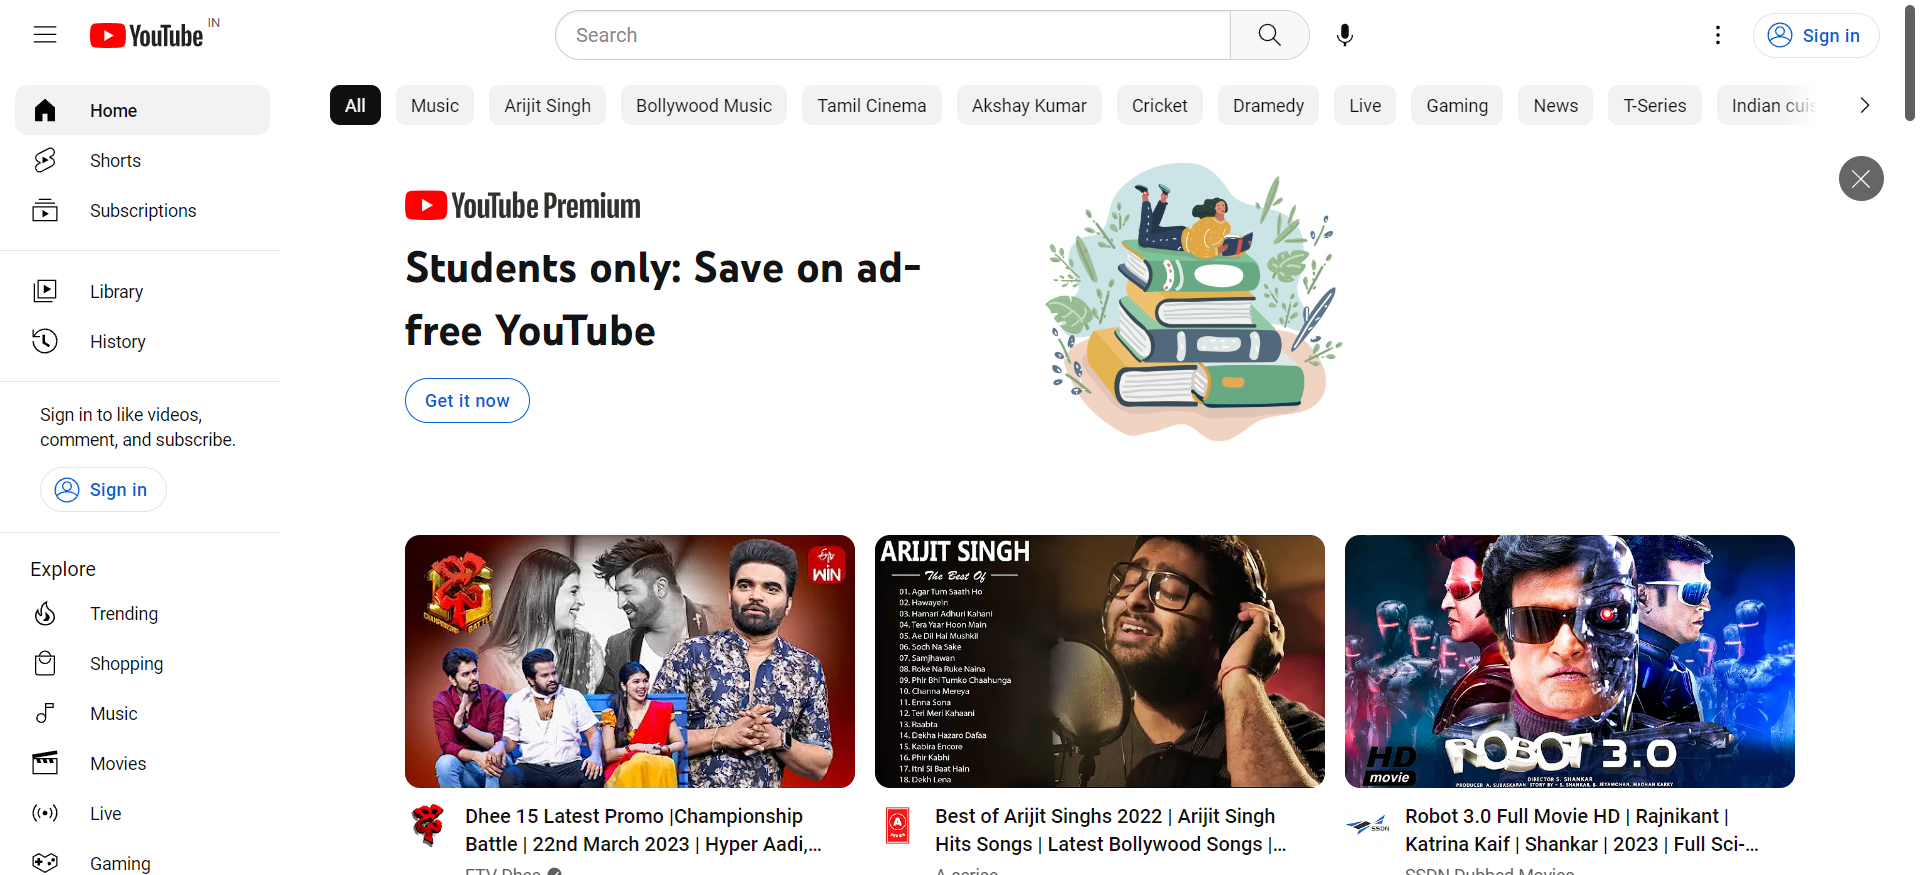 YouTube IN
Search
Sign in
Home
Shorts
Subscriptions
Library
History
Sign in to like videos,
comment, and subscribe.
Sign in
Explore
Trending
Shopping
Music
Movies
Live
Gaming
All Music Arijit Singh Bollywood Music Tamil Cinema Akshay Kumar Cricket Dramedy Live Gaming News T-Series Indian cuis
YouTube Premium
Students only: Save on ad-
free YouTube
Get it now
WIN
CHAMPIONSHIP BATTLE
Dhee 15 Latest Promo |Championship
Battle | 22nd March 2023 | Hyper Aadi,...
ETV Dhee
ARIJIT SINGH
The Best Of
01. Agar Tum Saath Ho
02. Hawayein
03. Hamari Adhuri Kahani
04. Tera Yaar Hoon Main
05. Ae Dil Hai Mushkil
06. Soch Na Sake
07. Samjhawan
08. Roke Na Ruke Naina
09. Phir Bhi Tumko Chaahunga
10. Channa Mereya
11. Enna Sona
12. Teri Meri Kahaani
13. Raabta
14. Dekha Hazaro Dafaa
15. Kabira Encore
16. Phir Kabhi
17. Itni Si Baat Hain
18. Dekh Lena
Best of Arijit Singhs 2022 | Arijit Singh
Hits Songs | Latest Bollywood Songs |...
A series
HD
movie
ROBOT 3.0
DIRECTOR S. SHANKAR
SSDN
Robot 3.0 Full Movie HD | Rajnikant |
Katrina Kaif | Shankar | 2023 | Full Sci-...
SSDN Dubbed Movies